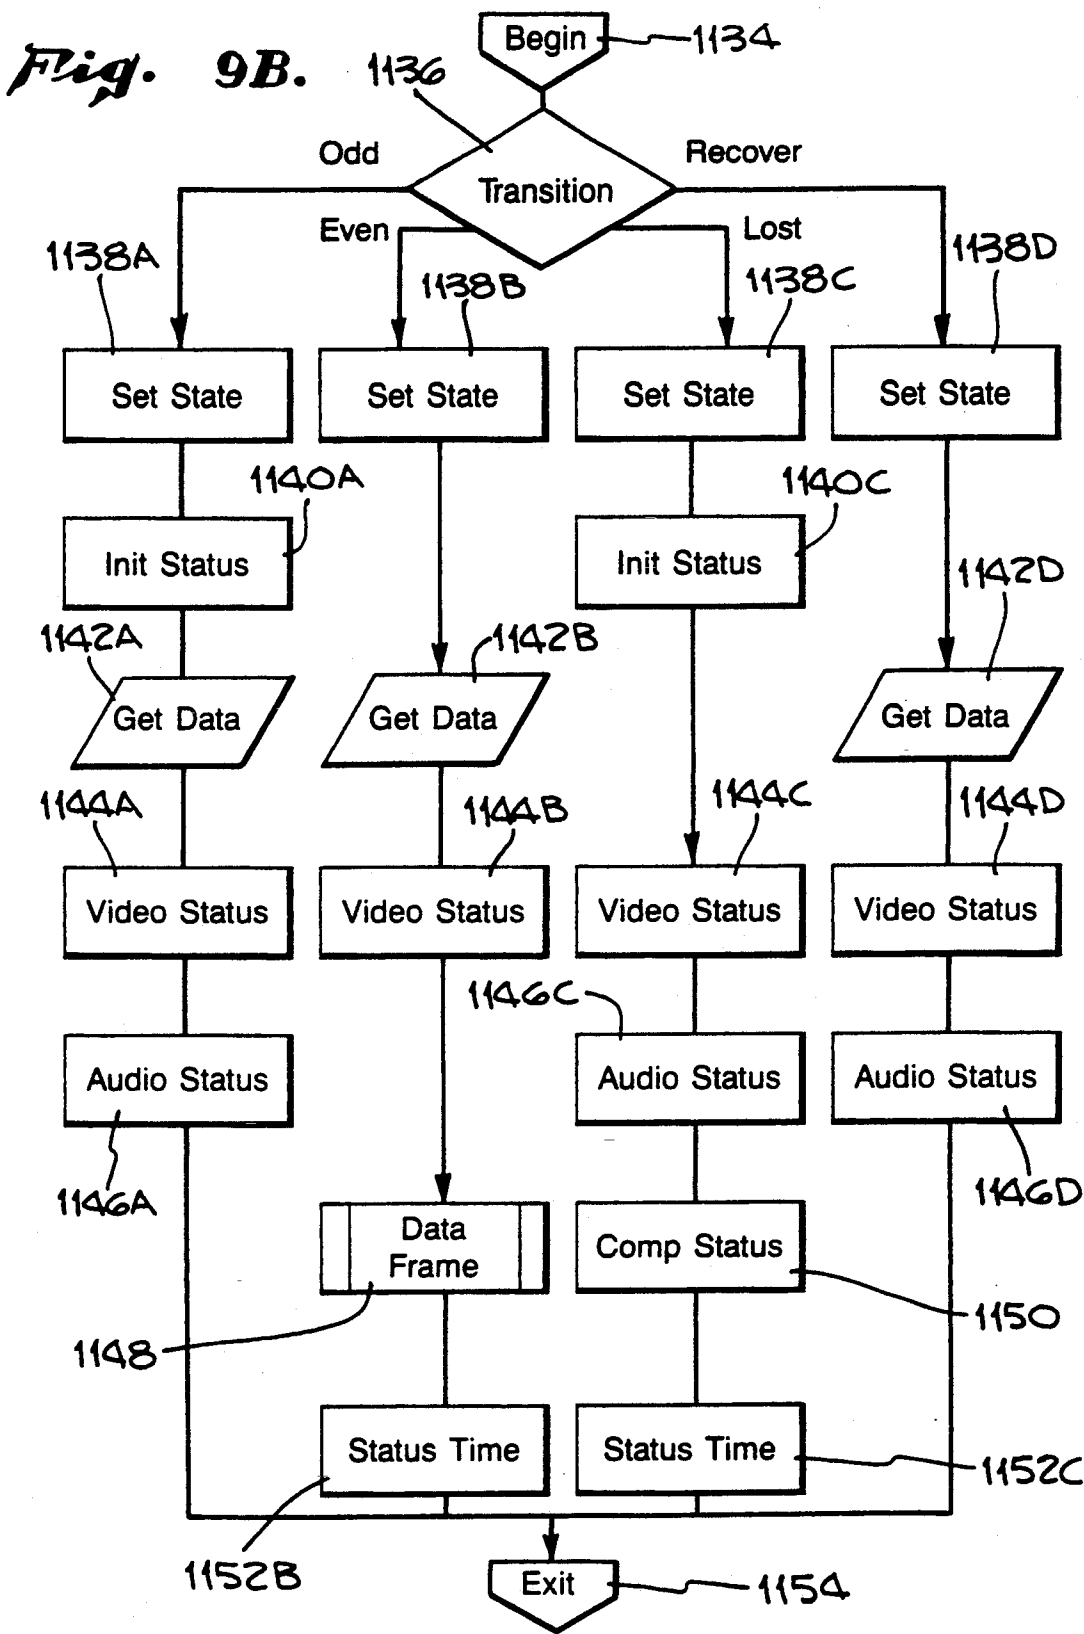 Begin
1134
Fig. 9B.
1136
Odd
Recover
Transition
Even
Lost
1138A
1138B
1138C
1138D
Set State
Set State
Set State
Set State
1140A
1140C
Init Status
Init Status
1142A
1142B
1142D
Get Data
Get Data
Get Data
1144A
1144B
1144C
1144D
Video Status
Video Status
Video Status
Video Status
1146C
Audio Status
Audio Status
Audio Status
1146A
1146D
Data
Frame
Comp Status
1148
1150
Status Time
Status Time
1152C
1152B
Exit
1154